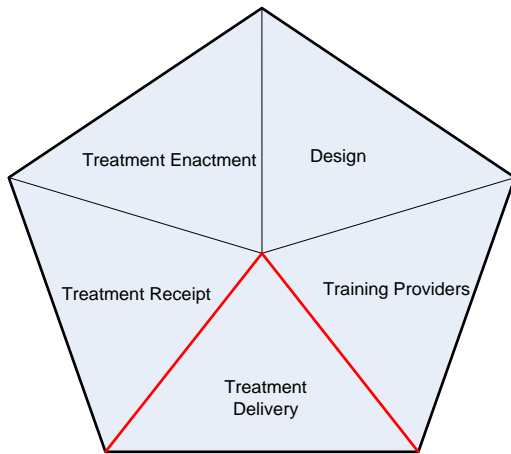 Treatment Enactment
Design
Treatment Receipt
Training Providers
Treatment
Delivery